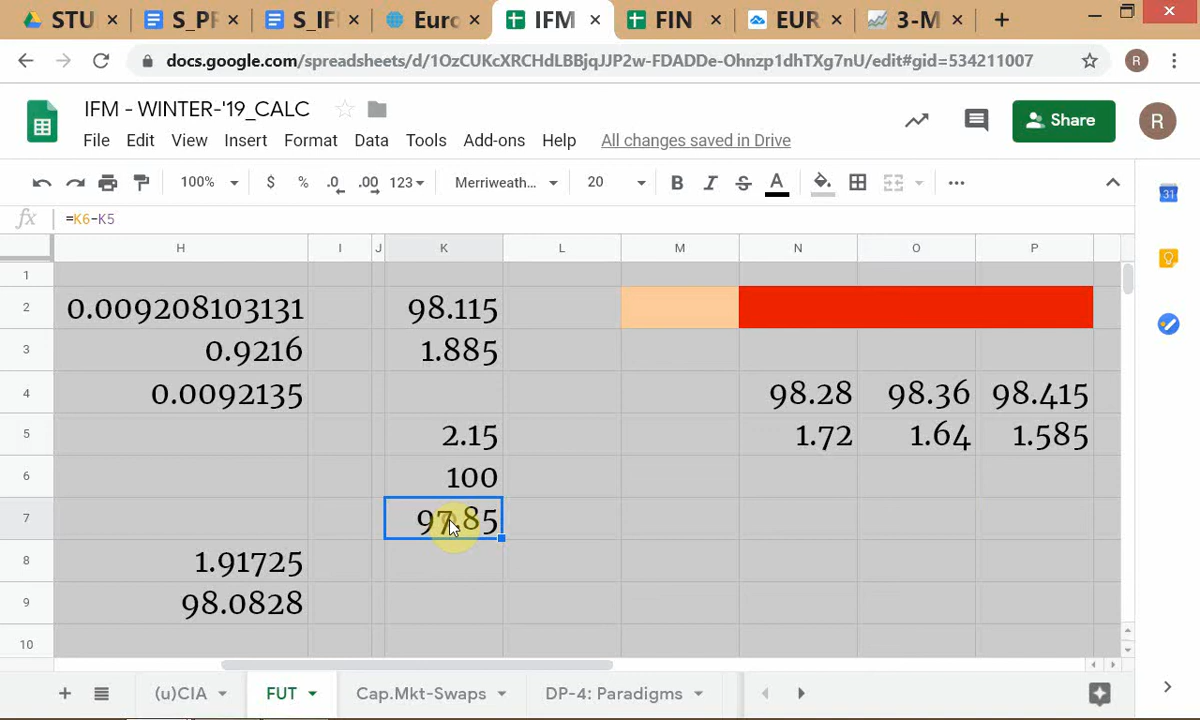 STU × S_PF × S_IF × Euro × IFM × FIN × EUR × 3-M × +
docs.google.com/spreadsheets/d/1OzCUKcXRCHdLBBjqJJP2w-FDADDe-Ohnzp1dhTXg7nU/edit#gid=534211007 R
IFM - WINTER-'19_CALC
Share R
File Edit View Insert Format Data Tools Add-ons Help All changes saved in Drive
100% $ % .0 .00 123 Merriweath... 20 B I S A
fx =K6-K5
H I J K L M N O P
1
2 0.009208103131 98.115
3 0.9216 1.885
4 0.0092135 98.28 98.36 98.415
5 2.15 1.72 1.64 1.585
6 100
7 97.85
8 1.91725
9 98.0828
10
+ (u)CIA FUT Cap.Mkt-Swaps DP-4: Paradigms
31